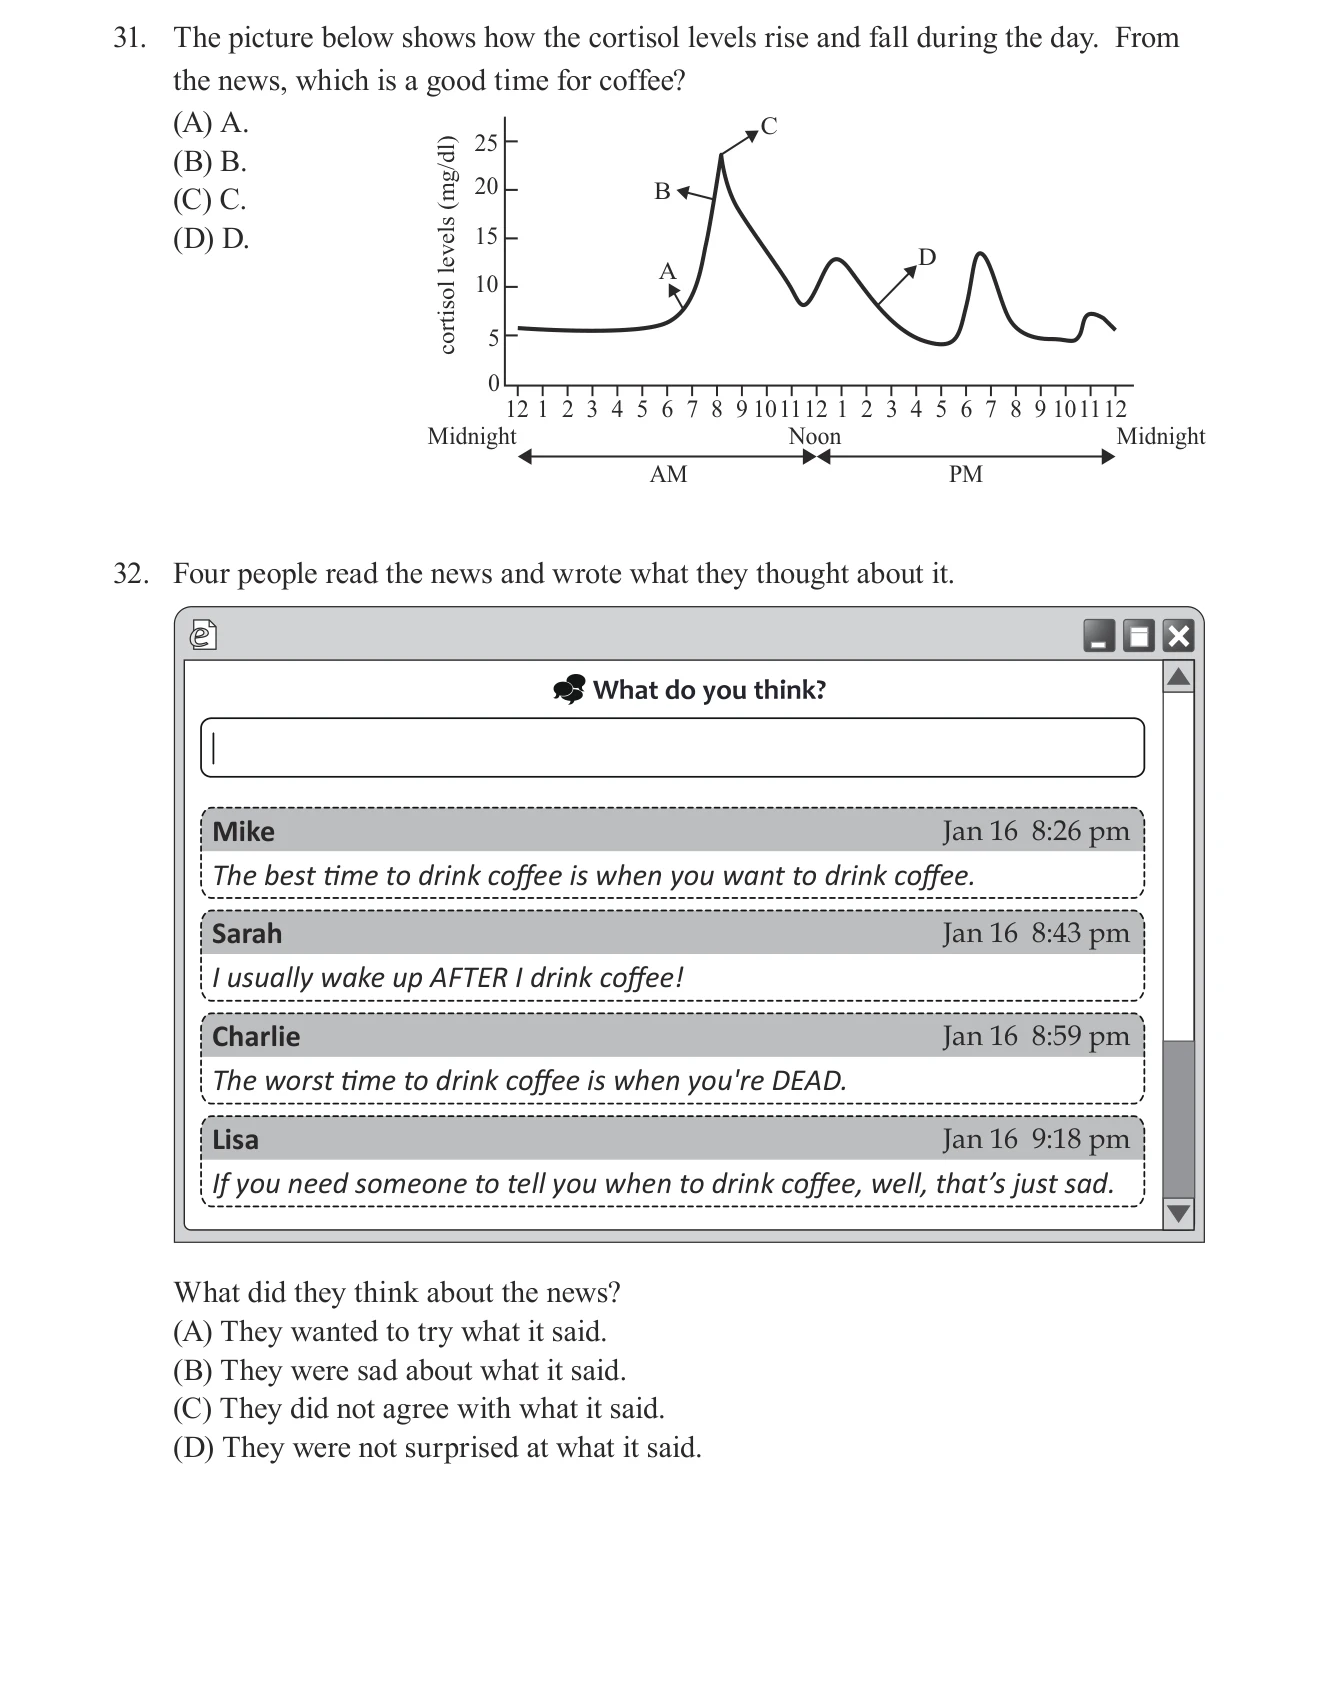 31. The picture below shows how the cortisol levels rise and fall during the day. From
the news, which is a good time for coffee?
(A) A.
(B) B.
(C) C.
(D) D.
cortisol levels (mg/dl)
25
20
15
10
5
0
A
B
C
D
12 1 2 3 4 5 6 7 8 9 10 11 12 1 2 3 4 5 6 7 8 9 10 11 12
Midnight Noon Midnight
AM PM
32. Four people read the news and wrote what they thought about it.
What do you think?
Mike Jan 16 8:26 pm
The best time to drink coffee is when you want to drink coffee.
Sarah Jan 16 8:43 pm
I usually wake up AFTER I drink coffee!
Charlie Jan 16 8:59 pm
The worst time to drink coffee is when you're DEAD.
Lisa Jan 16 9:18 pm
If you need someone to tell you when to drink coffee, well, that’s just sad.
What did they think about the news?
(A) They wanted to try what it said.
(B) They were sad about what it said.
(C) They did not agree with what it said.
(D) They were not surprised at what it said.